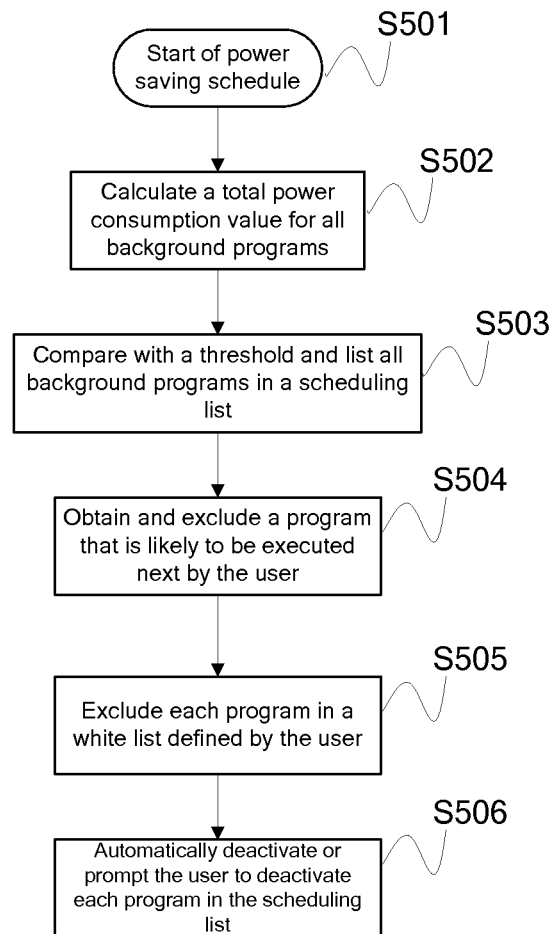 S501
Start of power
saving schedule
S502
Calculate a total power
consumption value for all
background programs
S503
Compare with a threshold and list all
background programs in a scheduling
list
S504
Obtain and exclude a program
that is likely to be executed
next by the user
S505
Exclude each program in a
white list defined by the user
S506
Automatically deactivate or
prompt the user to deactivate
each program in the scheduling
list